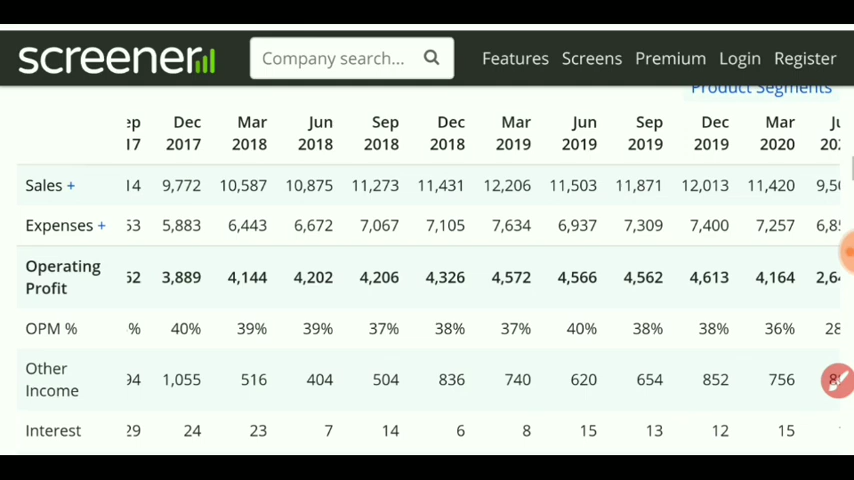 screener
Company search...
Features Screens Premium Login Register
Product Segments
Dec Mar Jun Sep Dec Mar Jun Sep Dec Mar
2017 2018 2018 2018 2018 2019 2019 2019 2019 2020
Sales + 9,772 10,587 10,875 11,273 11,431 12,206 11,503 11,871 12,013 11,420
Expenses + 5,883 6,443 6,672 7,067 7,105 7,634 6,937 7,309 7,400 7,257
Operating
Profit 3,889 4,144 4,202 4,206 4,326 4,572 4,566 4,562 4,613 4,164
OPM % % 40% 39% 39% 37% 38% 37% 40% 38% 38% 36% 28
Other
Income 1,055 516 404 504 836 740 620 654 852 756
Interest 24 23 7 14 6 8 15 13 12 15